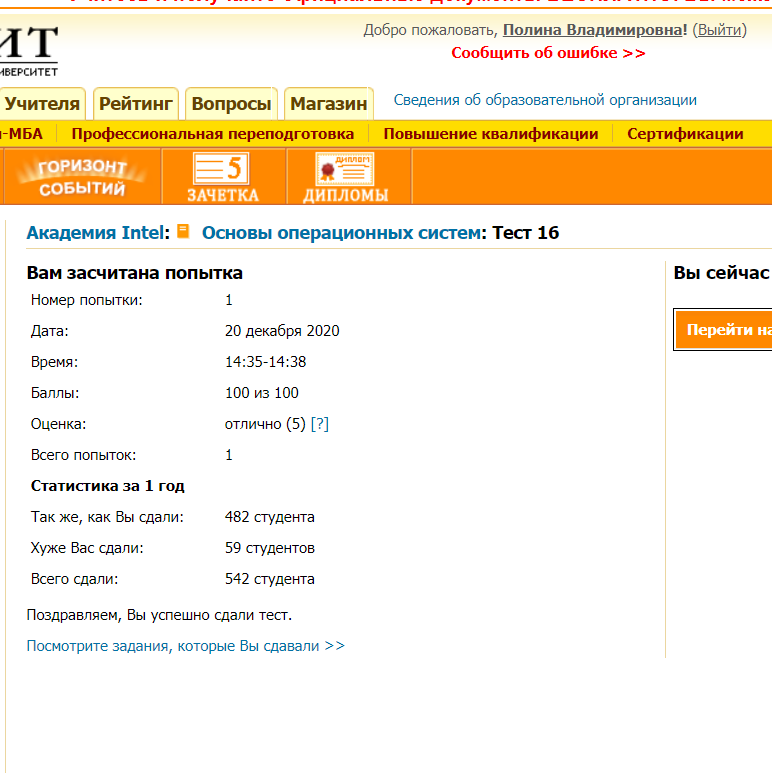 Добро пожаловать, Полина Владимировна! (Выйти)
Сообщить об ошибке >>
ИТ
ИВЕРСИТЕТ
Учителя Рейтинг Вопросы Магазин Сведения об образовательной организации
-МБА Профессиональная переподготовка Повышение квалификации Сертификации
ГОРИЗОНТ СОБЫТИЙ
5
ЗАЧЕТКА
ДИПЛОМ
ДИПЛОМЫ
Академия Intel: Основы операционных систем: Тест 16
Вам засчитана попытка
Номер попытки: 1
Дата: 20 декабря 2020
Время: 14:35-14:38
Баллы: 100 из 100
Оценка: отлично (5) [?]
Всего попыток: 1
Статистика за 1 год
Так же, как Вы сдали: 482 студента
Хуже Вас сдали: 59 студентов
Всего сдали: 542 студента
Поздравляем, Вы успешно сдали тест.
Посмотрите задания, которые Вы сдавали >>
Вы сейчас
Перейти на